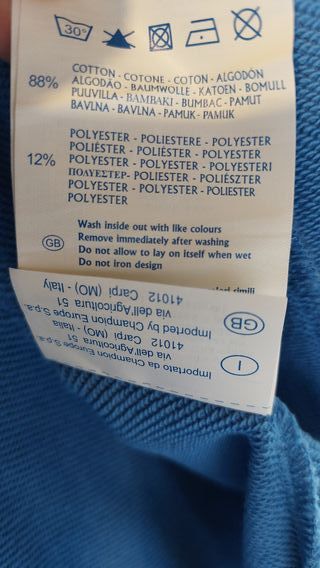 30°
88%
COTTON - COTONE - COTON - ALGODÓN
ALGODÃO - BAUMWOLLE - KATOEN - BOMULL
PUUVILLA - BAMBAKI - BUMBAC - PAMUT
BAVLNA - BAVLNA - PAMUK - PAMUK
12%
POLYESTER - POLIESTERE - POLYESTER
POLIÉSTER - POLIÉSTER - POLYESTER
POLYESTER - POLYESTER - POLYESTERI
ΠΟΛΥΕΣΤΕΡ - POLIESTER - POLIÉSZTER
POLYESTER - POLYESTER - POLIESTER
POLYESTER
GB
Wash inside out with like colours
Remove immediately after washing
Do not allow to lay on itself when wet
Do not iron design
simili
I
Importato da Champion Europe S.p.a.
via dell'Agricoltura 51
41012 Carpi (MO) - Italia
GB
Imported by Champion Europe S.p.a.
via dell'Agricoltura 51
41012 Carpi (MO) - Italy